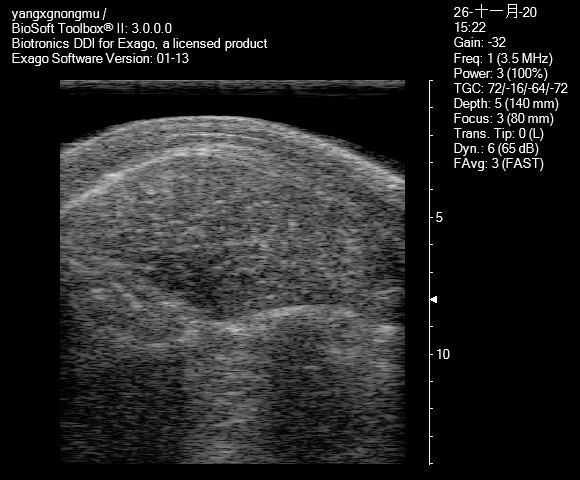 yangxgnongmu /
BioSoft Toolbox® II: 3.0.0.0
Biotronics DDI for Exago, a licensed product
Exago Software Version: 01-13
26-十一月-20
15:22
Gain: -32
Freq: 1 (3.5 MHz)
Power: 3 (100%)
TGC: 72/-16/-64/-72
Depth: 5 (140 mm)
Focus: 3 (80 mm)
Trans. Tip: 0 (L)
Dyn.: 6 (65 dB)
FAvg: 3 (FAST)
5
10